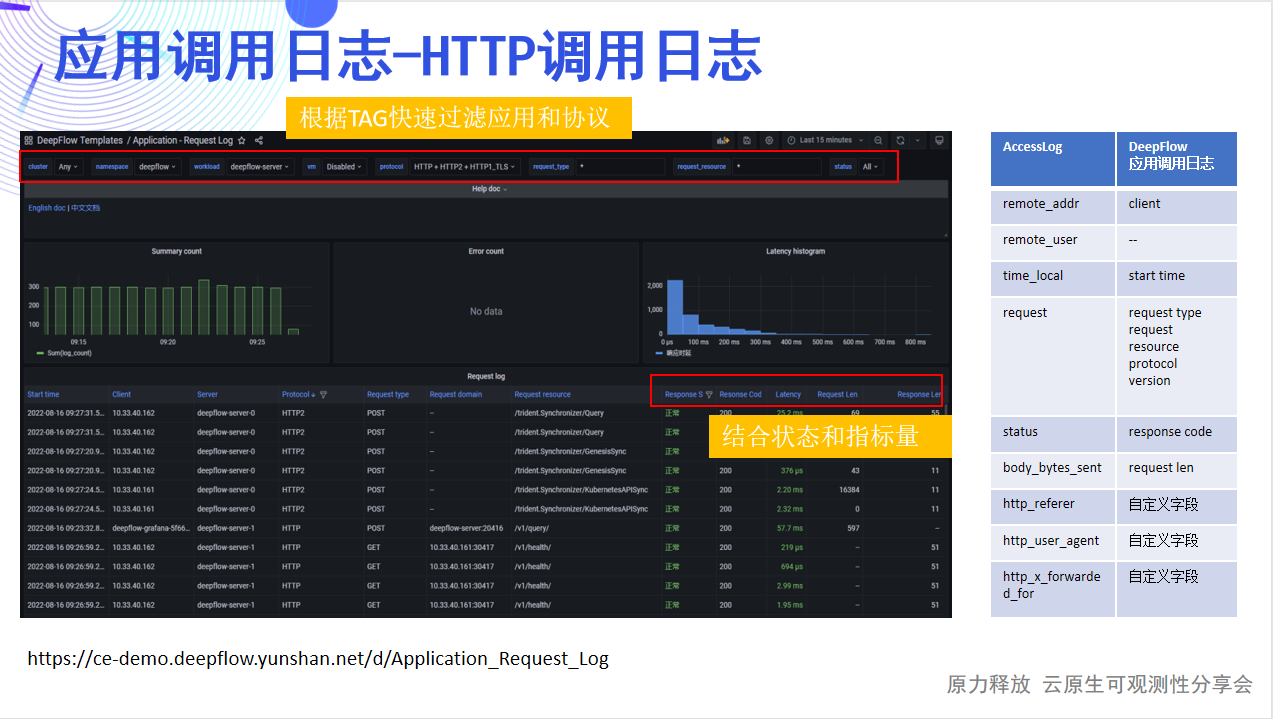 应用调用日志–HTTP调用日志
根据TAG快速过滤应用和协议
DeepFlow Templates / Application - Request Log
Last 15 minutes
cluster Any namespace deepflow workload deepflow-server vm Disabled protocol HTTP + HTTP2 + HTTP1_TLS request_type * request_resource * status All
Help doc
English doc | 中文文档
Summary count
300
200
100
09:15 09:20 09:25
Sum(log_count)
Error count
No data
Latency histogram
2,000
1,000
0
0 µs 100 ms 200 ms 300 ms 400 ms 500 ms 600 ms 700 ms 800 ms
响应时延
Request log
Start time Client Server Protocol Request type Request domain Request resource Response S Resonse Cod Latency Request Len Response Len
2022-08-16 09:27:31.5... 10.33.40.162 deepflow-server-0 HTTP2 POST -- /trident.Synchronizer/Query 正常 200 25.2 ms 69 55
2022-08-16 09:27:31.5... 10.33.40.162 deepflow-server-0 HTTP2 POST -- /trident.Synchronizer/Query 正常
2022-08-16 09:27:20.9... 10.33.40.162 deepflow-server-0 HTTP2 POST -- /trident.Synchronizer/GenesisSync 正常
2022-08-16 09:27:20.9... 10.33.40.162 deepflow-server-0 HTTP2 POST -- /trident.Synchronizer/GenesisSync 正常 200 376 µs 43 11
2022-08-16 09:27:24.5... 10.33.40.161 deepflow-server-0 HTTP2 POST -- /trident.Synchronizer/KubernetesAPISync 正常 200 2.20 ms 16384 11
2022-08-16 09:27:24.5... 10.33.40.161 deepflow-server-0 HTTP2 POST -- /trident.Synchronizer/KubernetesAPISync 正常 200 2.32 ms 0 11
2022-08-16 09:23:32.8... deepflow-grafana-5f66... deepflow-server-1 HTTP POST deepflow-server:20416 /v1/query/ 正常 200 57.7 ms 597 --
2022-08-16 09:26:59.2... 10.33.40.162 deepflow-server-1 HTTP GET 10.33.40.161:30417 /v1/health/ 正常 200 219 µs -- 51
2022-08-16 09:26:59.2... 10.33.40.162 deepflow-server-1 HTTP GET 10.33.40.161:30417 /v1/health/ 正常 200 694 µs -- 51
2022-08-16 09:26:59.2... 10.33.40.162 deepflow-server-1 HTTP GET 10.33.40.161:30417 /v1/health/ 正常 200 2.99 ms -- 51
2022-08-16 09:26:59.2... 10.33.40.162 deepflow-server-1 HTTP GET 10.33.40.161:30417 /v1/health/ 正常 200 1.95 ms -- 51
结合状态和指标量
AccessLog DeepFlow
应用调用日志
remote_addr client
remote_user --
time_local start time
request request type
request
resource
protocol
version
status response code
body_bytes_sent request len
http_referer 自定义字段
http_user_agent 自定义字段
http_x_forwarde 自定义字段
d_for
https://ce-demo.deepflow.yunshan.net/d/Application_Request_Log
原力释放 云原生可观测性分享会